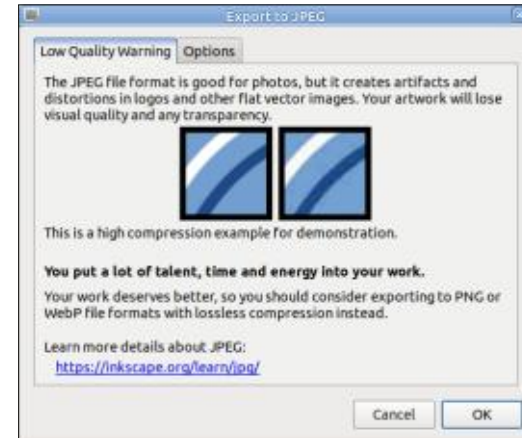 Export to JPEG
Low Quality Warning
Options
The JPEG file format is good for photos, but it creates artifacts and
distortions in logos and other flat vector images. Your artwork will lose
visual quality and any transparency.
This is a high compression example for demonstration.
You put a lot of talent, time and energy into your work.
Your work deserves better, so you should consider exporting to PNG or
WebP file formats with lossless compression instead.
Learn more details about JPEG:
https://inkscape.org/learn/jpg/
Cancel
OK